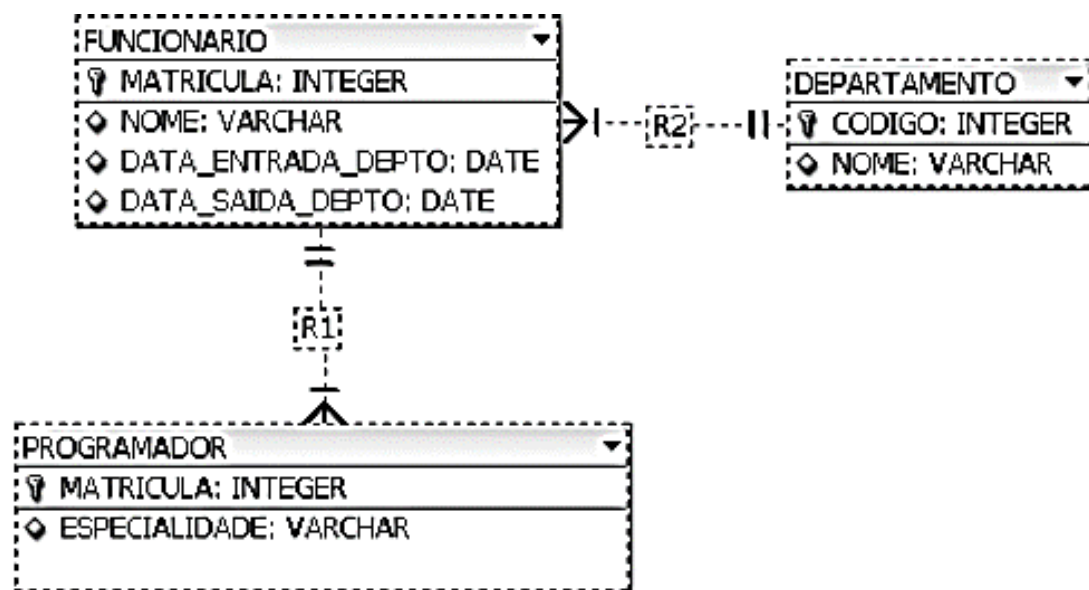 FUNCIONARIO
MATRICULA: INTEGER
NOME: VARCHAR
DATA_ENTRADA_DEPTO: DATE
DATA_SAIDA_DEPTO: DATE
R2
DEPARTAMENTO
CODIGO: INTEGER
NOME: VARCHAR
R1
PROGRAMADOR
MATRICULA: INTEGER
ESPECIALIDADE: VARCHAR